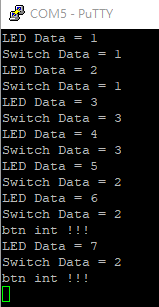 COM5 - PuTTY
LED Data = 1
Switch Data = 1
LED Data = 2
Switch Data = 1
LED Data = 3
Switch Data = 3
LED Data = 4
Switch Data = 3
LED Data = 5
Switch Data = 2
LED Data = 6
Switch Data = 2
btn int !!!
LED Data = 7
Switch Data = 2
btn int !!!